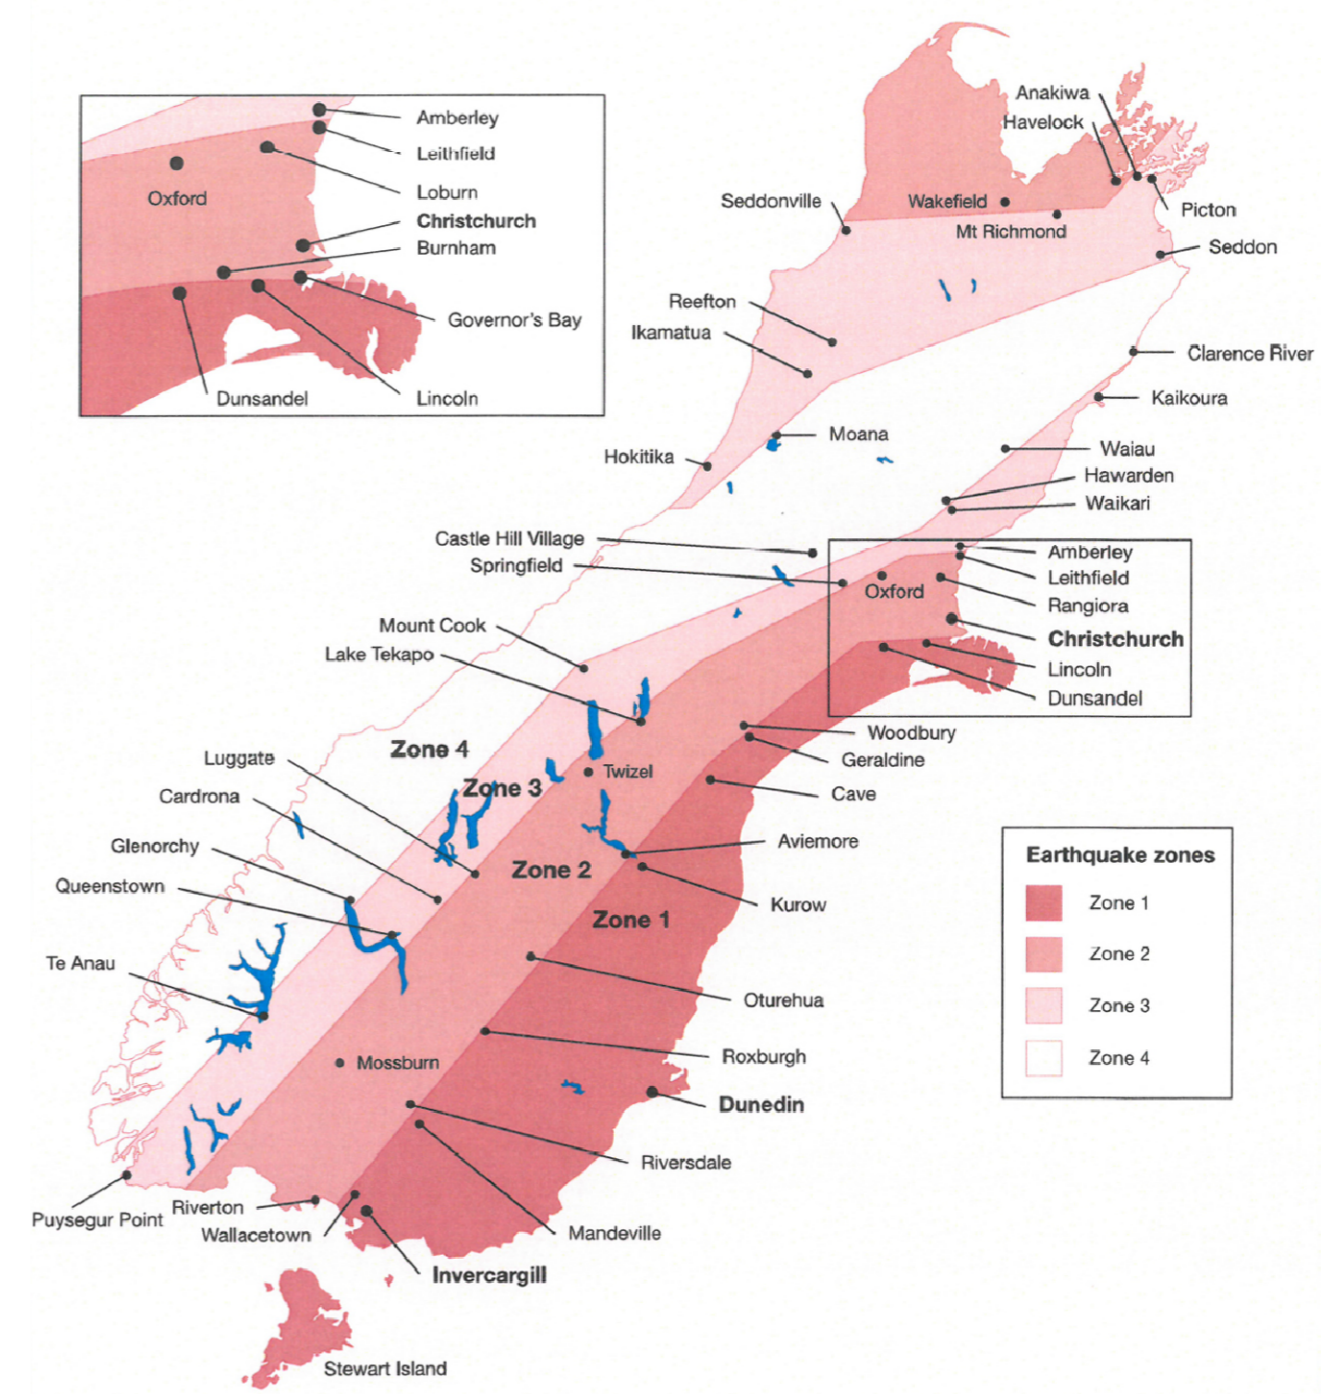 Amberley
Leithfield
Oxford
Loburn
Christchurch
Burnham
Governor's Bay
Dunsandel
Lincoln
Anakiwa
Havelock
Seddonville
Wakefield
Mt Richmond
Picton
Seddon
Reefton
Ikamatua
Clarence River
Kaikoura
Moana
Hokitika
Waiau
Hawarden
Waikari
Castle Hill Village
Springfield
Amberley
Leithfield
Oxford
Rangiora
Christchurch
Lincoln
Dunsandel
Mount Cook
Lake Tekapo
Woodbury
Geraldine
Cave
Zone 4
Luggate
Twizel
Zone 3
Cardrona
Glenorchy
Aviemore
Queenstown
Zone 2
Kurow
Zone 1
Te Anau
Oturehua
Roxburgh
Mossburn
Dunedin
Riversdale
Puysegur Point
Riverton
Wallacetown
Mandeville
Invercargill
Stewart Island
Earthquake zones
Zone 1
Zone 2
Zone 3
Zone 4